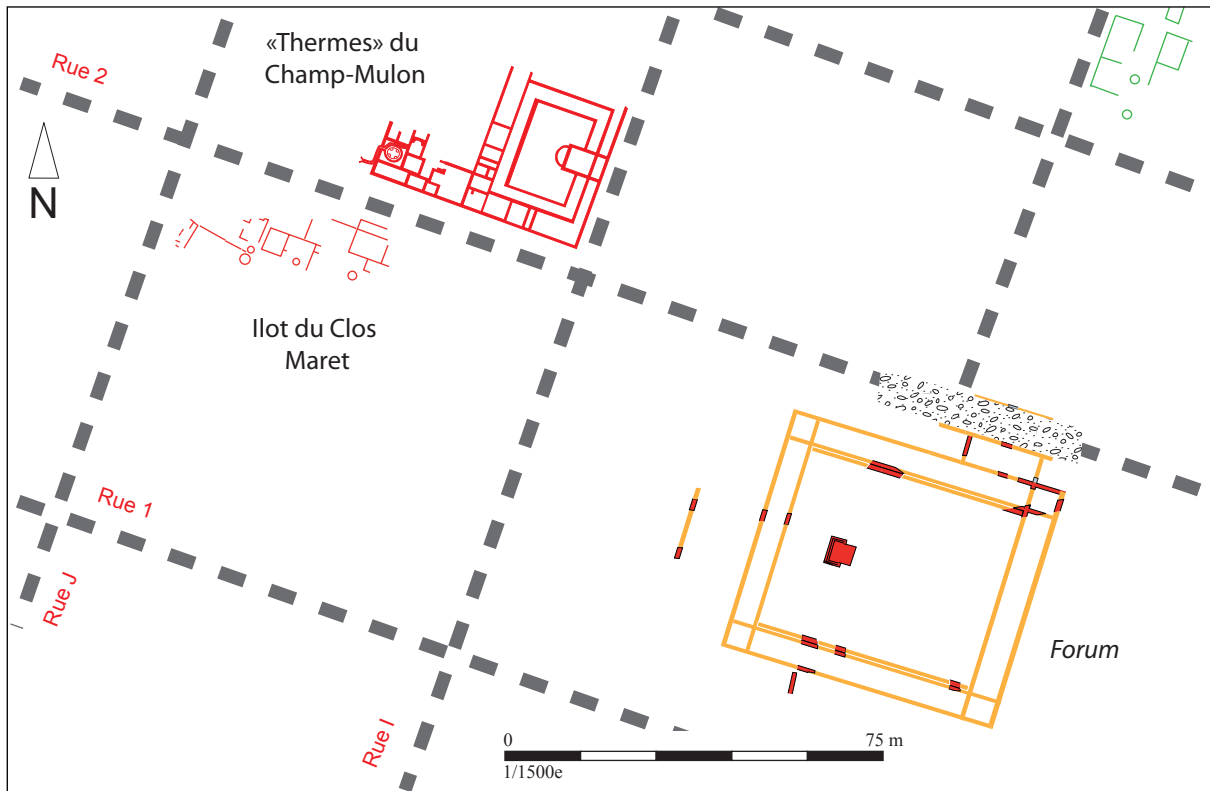 «Thermes» du
Champ-Mulon
Rue 2
N
Ilot du Clos
Maret
Rue 1
Rue J
Rue I
Forum
0 75 m
1/1500e